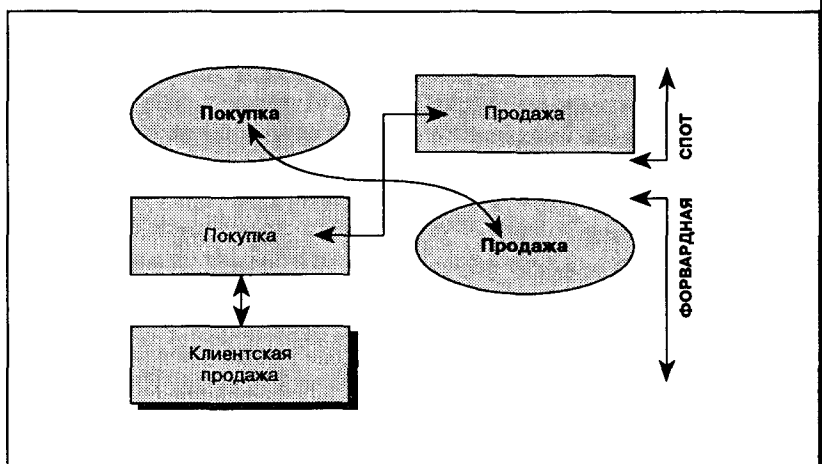 Покупка
Продажа
СПОТ
Покупка
Продажа
ФОРВАРДНАЯ
Клиентская
продажа